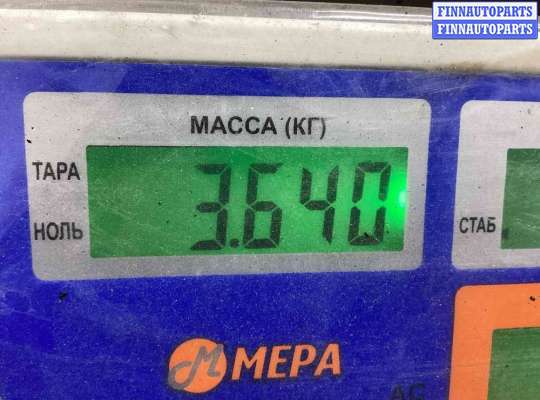 FINNAUTOPARTS
FINNAUTOPARTS
МАССА (КГ)
ТАРА
3.640
НОЛЬ
СТАБ
М МЕРА